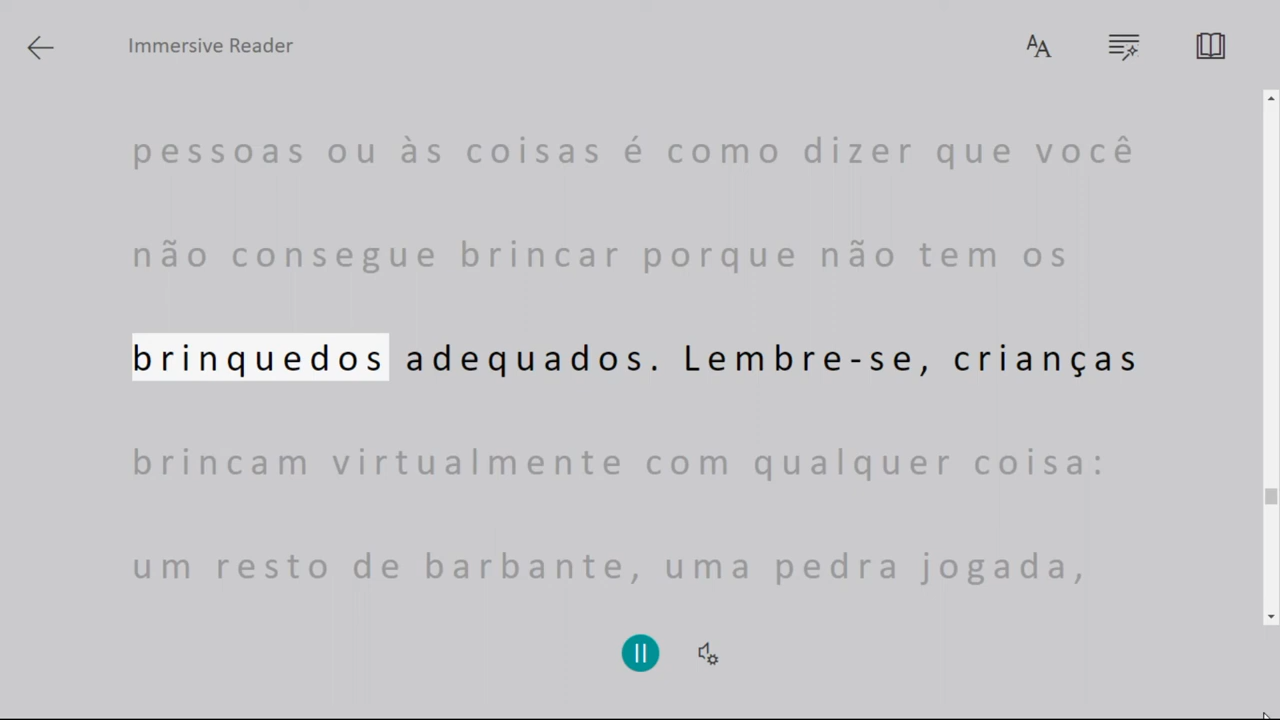 Immersive Reader
pessoas ou às coisas é como dizer que você
não consegue brincar porque não tem os
brinquedos adequados. Lembre-se, crianças
brincam virtualmente com qualquer coisa:
um resto de barbante, uma pedra jogada,